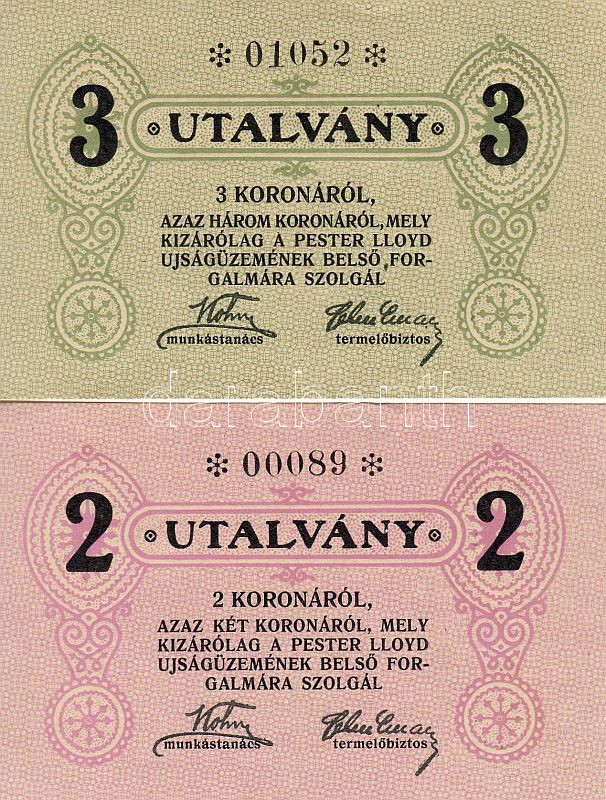 * 01052 *
3 UTALVÁNY 3
3 KORONÁRÓL,
AZAZ HÁROM KORONÁRÓL, MELY
KIZÁRÓLAG A PESTER LLOYD
UJSÁGÜZEMÉNEK BELSŐ FOR-
GALMÁRA SZOLGÁL
munkástanács termelőbiztos
darabanth
* 00089 *
2 UTALVÁNY 2
2 KORONÁRÓL,
AZAZ KÉT KORONÁRÓL, MELY
KIZÁRÓLAG A PESTER LLOYD
UJSÁGÜZEMÉNEK BELSŐ FOR-
GALMÁRA SZOLGÁL
munkástanács termelőbiztos